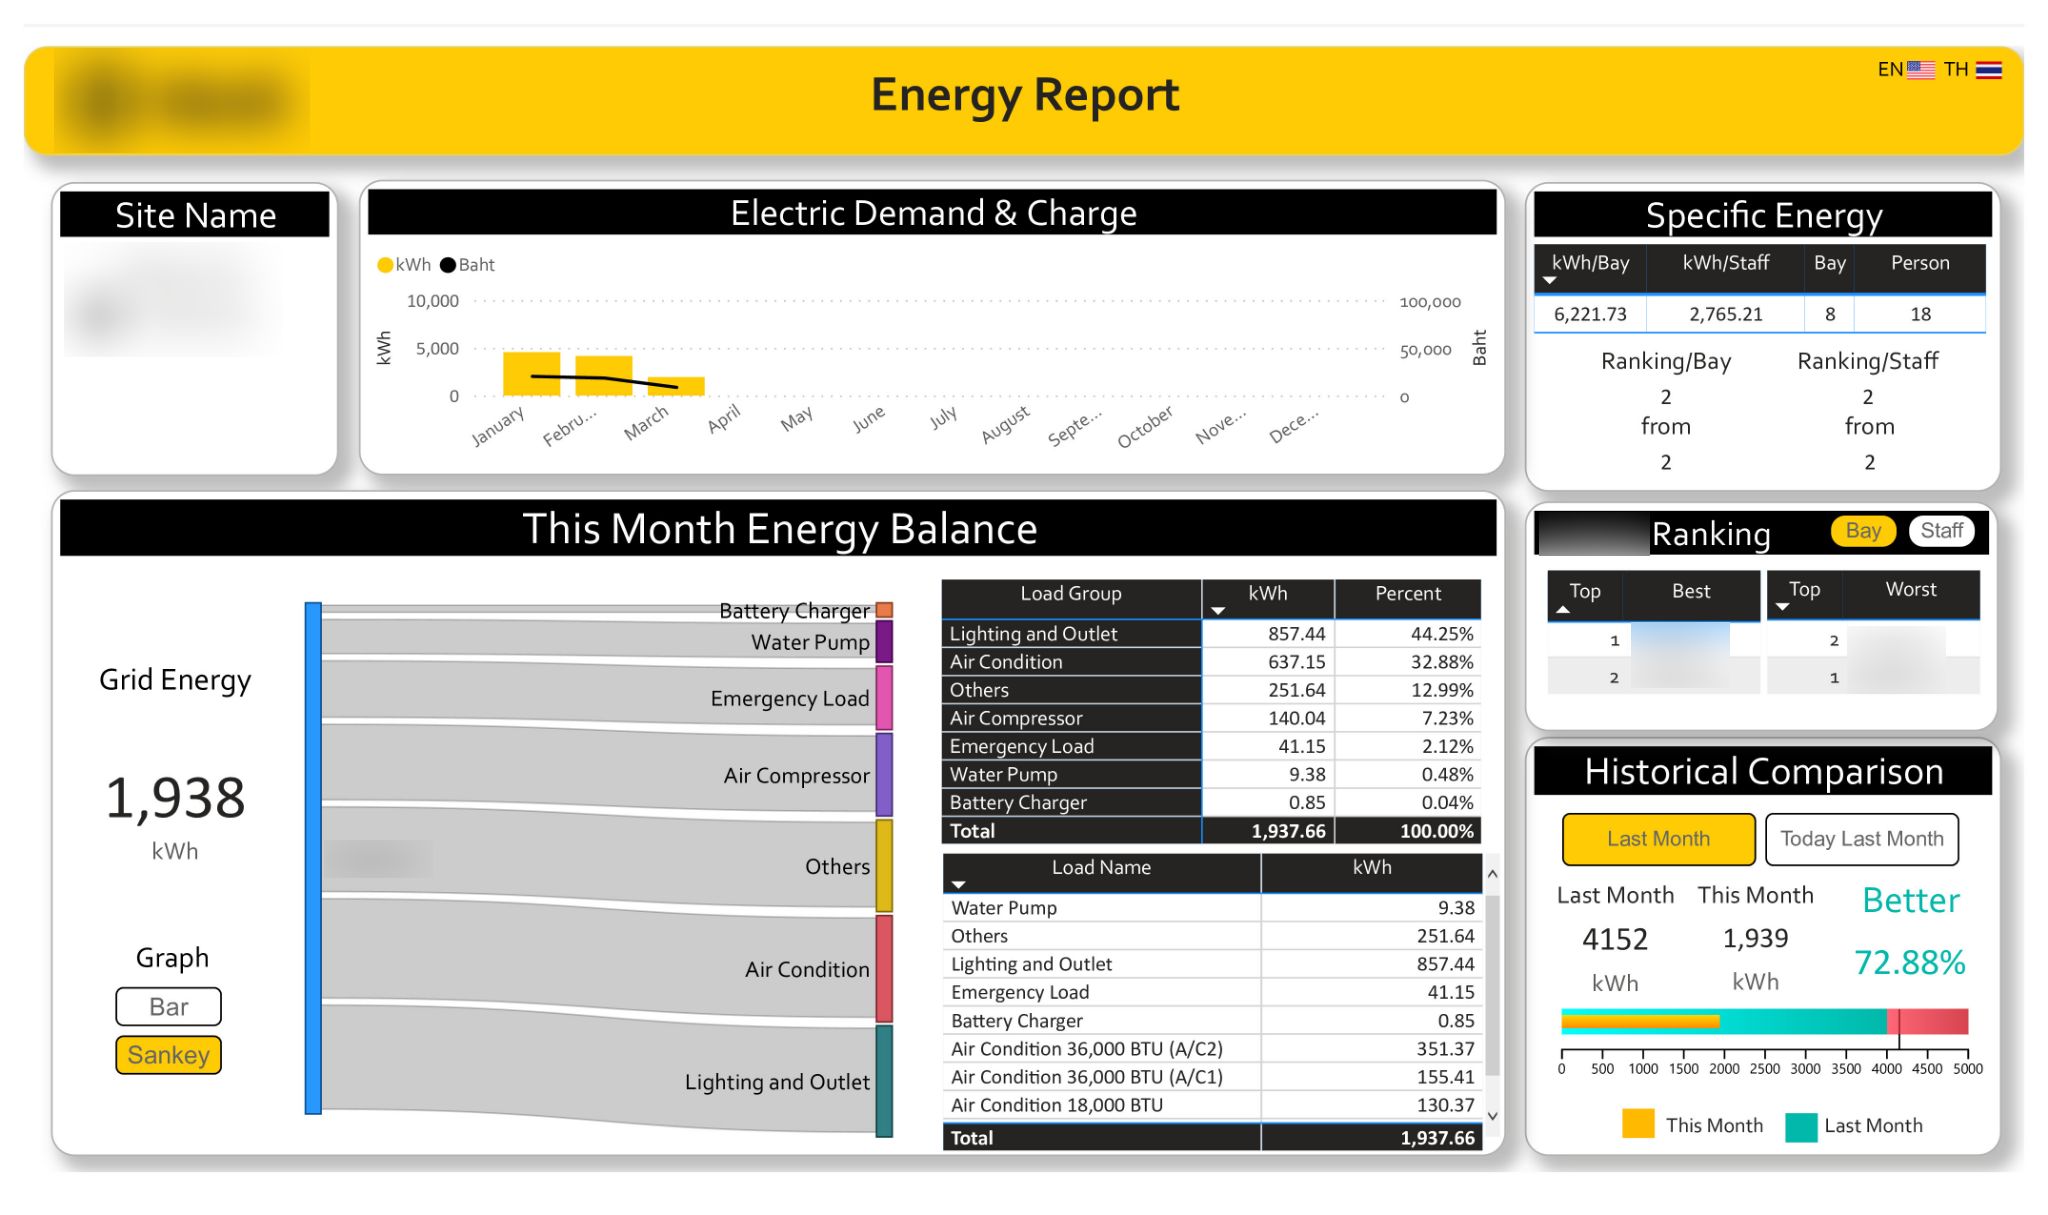 EN TH
Energy Report
Site Name
Electric Demand & Charge
kWh Baht
10,000
5,000
0
kWh
100,000
50,000
0
Baht
January Febru... March April May June July August Septe... October Nove... Dece...
Specific Energy
kWh/Bay kWh/Staff Bay Person
6,221.73 2,765.21 8 18
Ranking/Bay Ranking/Staff
2 2
from from
2 2
This Month Energy Balance
Grid Energy
1,938
kWh
Graph
Bar
Sankey
Battery Charger
Water Pump
Emergency Load
Air Compressor
Others
Air Condition
Lighting and Outlet
Load Group kWh Percent
Lighting and Outlet 857.44 44.25%
Air Condition 637.15 32.88%
Others 251.64 12.99%
Air Compressor 140.04 7.23%
Emergency Load 41.15 2.12%
Water Pump 9.38 0.48%
Battery Charger 0.85 0.04%
Total 1,937.66 100.00%
Load Name kWh
Water Pump 9.38
Others 251.64
Lighting and Outlet 857.44
Emergency Load 41.15
Battery Charger 0.85
Air Condition 36,000 BTU (A/C2) 351.37
Air Condition 36,000 BTU (A/C1) 155.41
Air Condition 18,000 BTU 130.37
Total 1,937.66
Ranking Bay Staff
Top Best Top Worst
1 2
2 1
Historical Comparison
Last Month Today Last Month
Last Month This Month Better
4152 1,939 72.88%
kWh kWh
0 500 1000 1500 2000 2500 3000 3500 4000 4500 5000
This Month Last Month